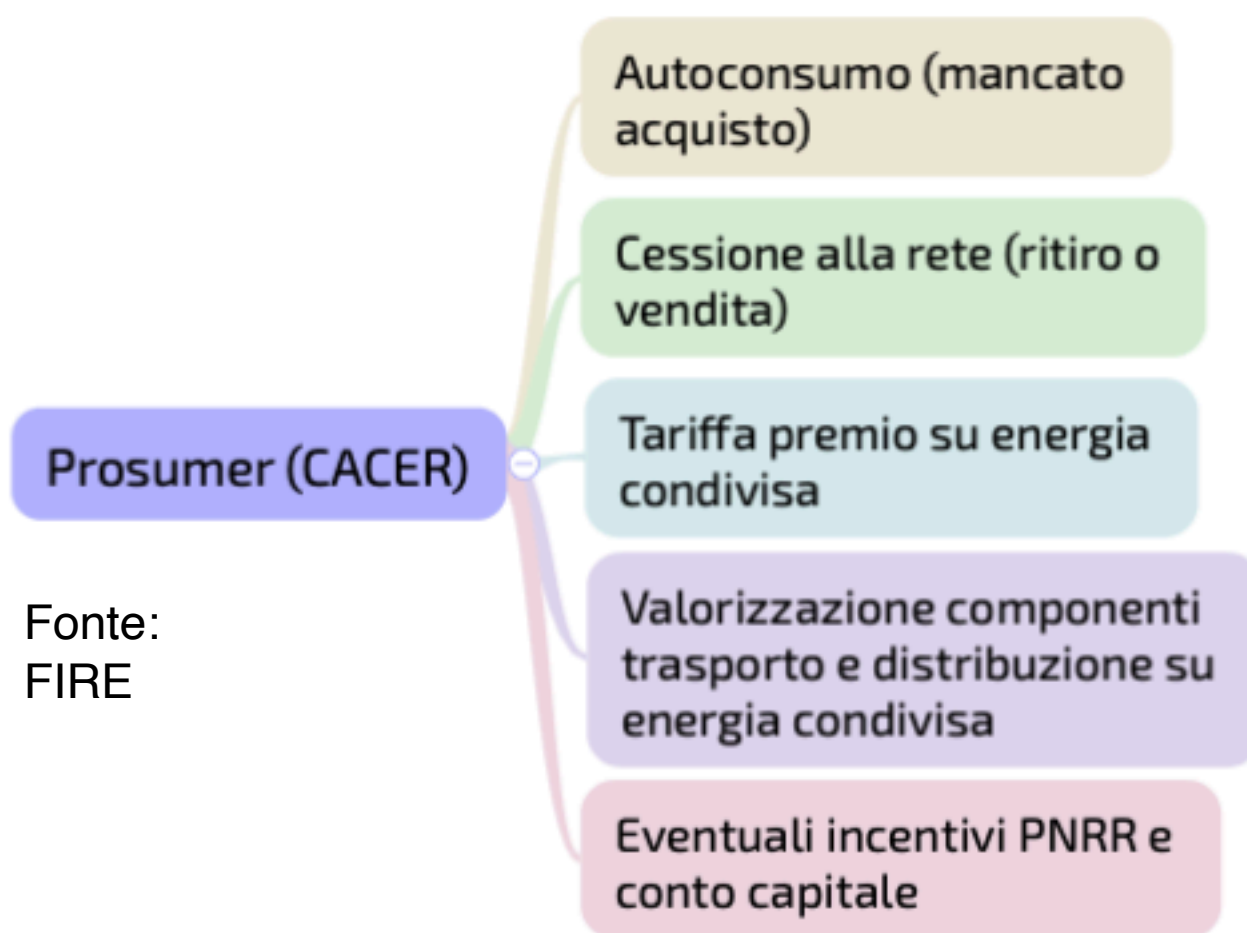 Autoconsumo (mancato
acquisto)
Cessione alla rete (ritiro o
vendita)
Prosumer (CACER)
Tariffa premio su energia
condivisa
Valorizzazione componenti
trasporto e distribuzione su
energia condivisa
Eventuali incentivi PNRR e
conto capitale
Fonte:
FIRE